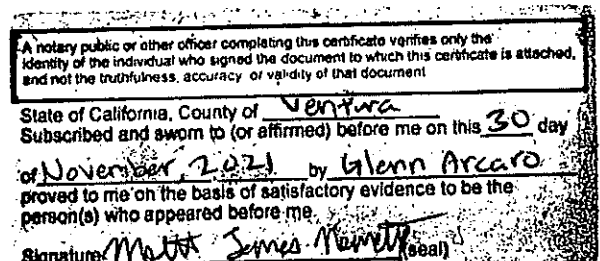 A notary public or other officer completing this certificate verifies only the
identity of the individual who signed the document to which this certificate is attached,
and not the truthfulness, accuracy or validity of that document
State of California, County of Ventura
Subscribed and sworn to (or affirmed) before me on this 30 day
of November, 2021 by Glenn Arcaro
proved to me on the basis of satisfactory evidence to be the
person(s) who appeared before me.
Signature James (seal)